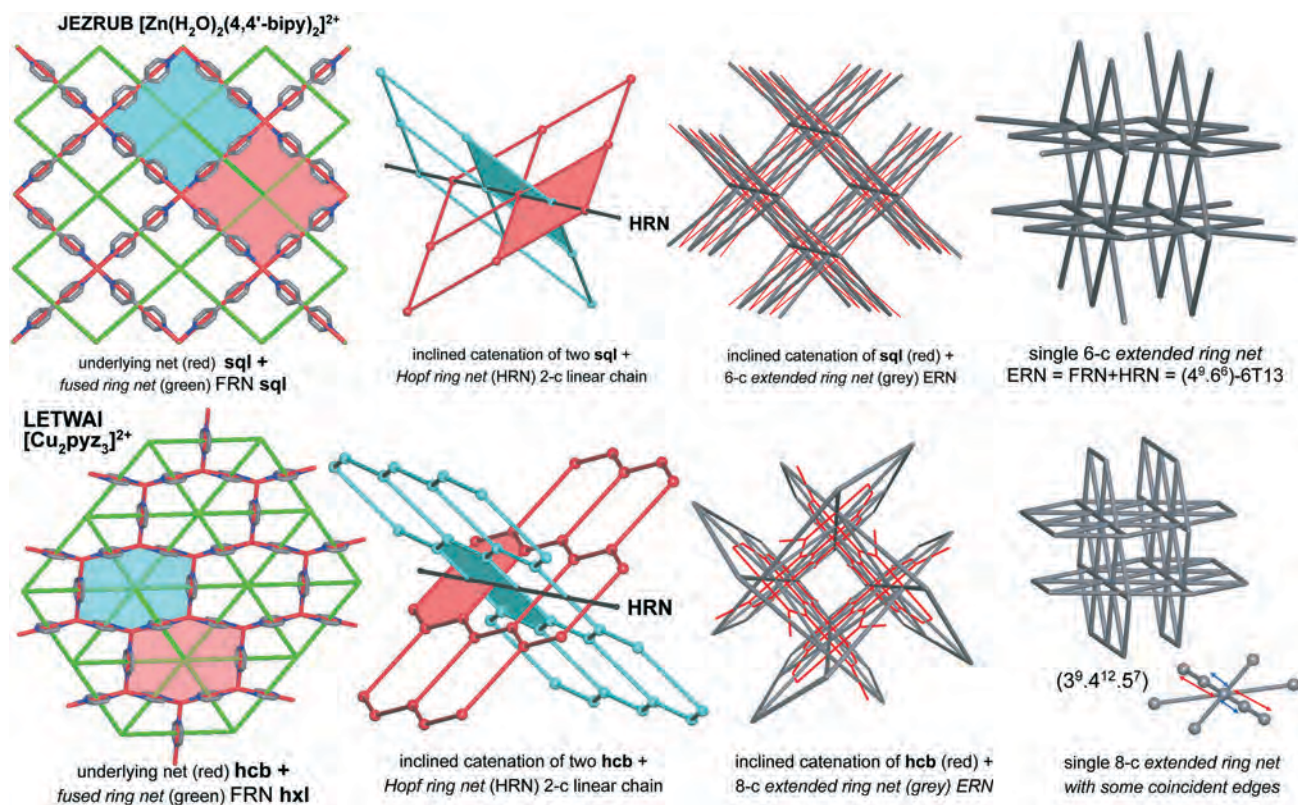 JEZRUB [Zn(H₂O)₂(4,4'-bipy)₂]²⁺
HRN
underlying net (red) sql +
fused ring net (green) FRN sql
inclined catenation of two sql +
Hopf ring net (HRN) 2-c linear chain
inclined catenation of sql (red) +
6-c extended ring net (grey) ERN
single 6-c extended ring net
ERN = FRN+HRN = (4⁹.6⁶)-6T13
LETWAI
[Cu₂pyz₃]²⁺
HRN
(3⁹.4¹².5⁷)
underlying net (red) hcb +
fused ring net (green) FRN hxl
inclined catenation of two hcb +
Hopf ring net (HRN) 2-c linear chain
inclined catenation of hcb (red) +
8-c extended ring net (grey) ERN
single 8-c extended ring net
with some coincident edges